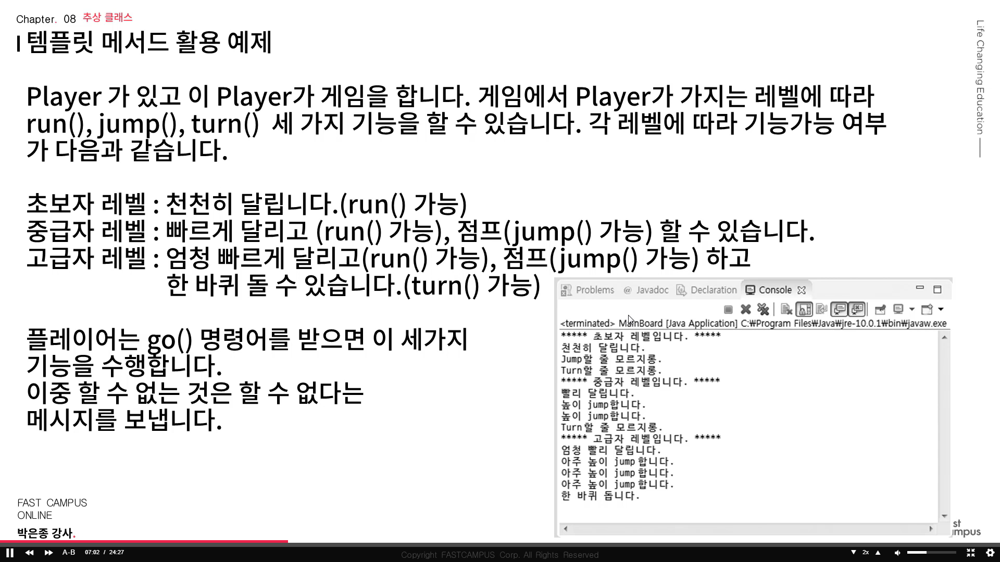 Chapter. 08 추상 클래스
템플릿 메서드 활용 예제
Player 가 있고 이 Player가 게임을 합니다. 게임에서 Player가 가지는 레벨에 따라
run(), jump(), turn() 세 가지 기능을 할 수 있습니다. 각 레벨에 따라 기능가능 여부
가 다음과 같습니다.
초보자 레벨 : 천천히 달립니다.(run() 가능)
중급자 레벨 : 빠르게 달리고 (run() 가능), 점프(jump() 가능) 할 수 있습니다.
고급자 레벨 : 엄청 빠르게 달리고(run() 가능), 점프(jump() 가능) 하고
한 바퀴 돌 수 있습니다.(turn() 가능)
플레이어는 go() 명령어를 받으면 이 세가지
기능을 수행합니다.
이중 할 수 없는 것은 할 수 없다는
메시지를 보냅니다.
Problems @ Javadoc Declaration Console
<terminated> MainBoard [Java Application] C:₩Program Files₩Java₩jre-10.0.1₩bin₩javaw.exe
***** 초보자 레벨입니다. *****
천천히 달립니다.
Jump할 줄 모르지롱.
Turn할 줄 모르지롱.
***** 중급자 레벨입니다. *****
빨리 달립니다.
높이 jump합니다.
높이 jump합니다.
Turn할 줄 모르지롱.
***** 고급자 레벨입니다. *****
엄청 빨리 달립니다.
아주 높이 jump합니다.
아주 높이 jump합니다.
아주 높이 jump합니다.
한 바퀴 돕니다.
Life Changing Education
FAST CAMPUS
ONLINE
박은종 강사.
st
mpus
A-B 07:02 / 24:27
Copyright FASTCAMPUS Corp. All Rights Reserved
2x